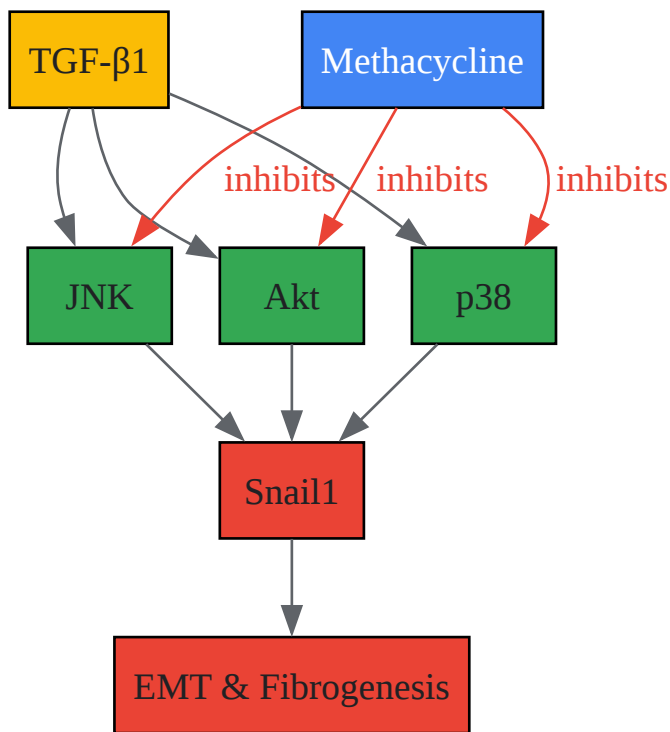 TGF-β1
Methacycline
inhibits
inhibits
inhibits
JNK
Akt
p38
Snail1
EMT & Fibrogenesis